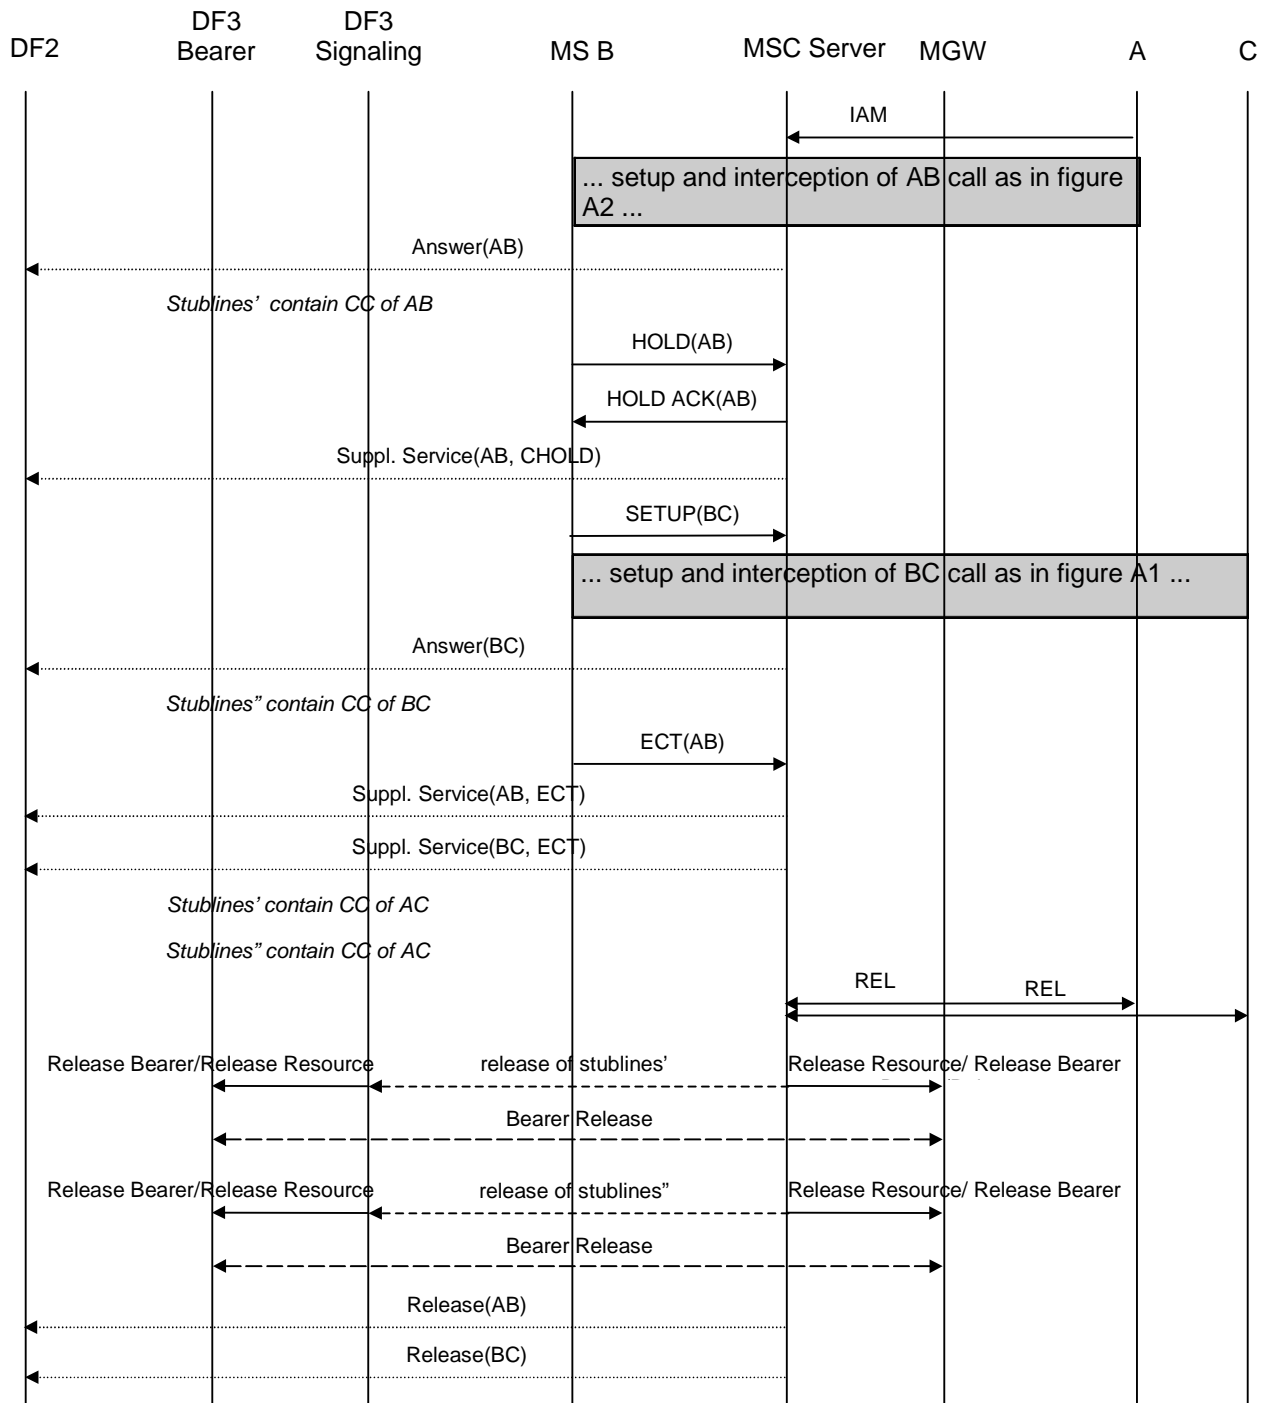 DF2
DF3
Bearer
DF3
Signaling
MS B
MSC Server
MGW
A
C
IAM
... setup and interception of AB call as in figure
A2 ...
Answer(AB)
Stublines’ contain CC of AB
HOLD(AB)
HOLD ACK(AB)
Suppl. Service(AB, CHOLD)
SETUP(BC)
... setup and interception of BC call as in figure A1 ...
Answer(BC)
Stublines” contain CC of BC
ECT(AB)
Suppl. Service(AB, ECT)
Suppl. Service(BC, ECT)
Stublines’ contain CC of AC
Stublines” contain CC of AC
REL
REL
Release Bearer/Release Resource
release of stublines’
Release Resource/ Release Bearer
Bearer Release
Release Bearer/Release Resource
release of stublines”
Release Resource/ Release Bearer
Bearer Release
Release(AB)
Release(BC)